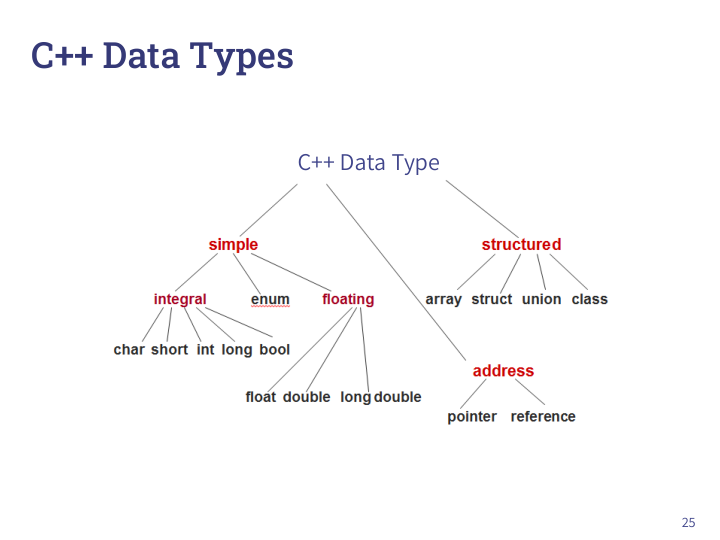 C++ Data Types
C++ Data Type
simple
structured
integral
enum
floating
array struct union class
char short int long bool
address
float double long double
pointer reference
25